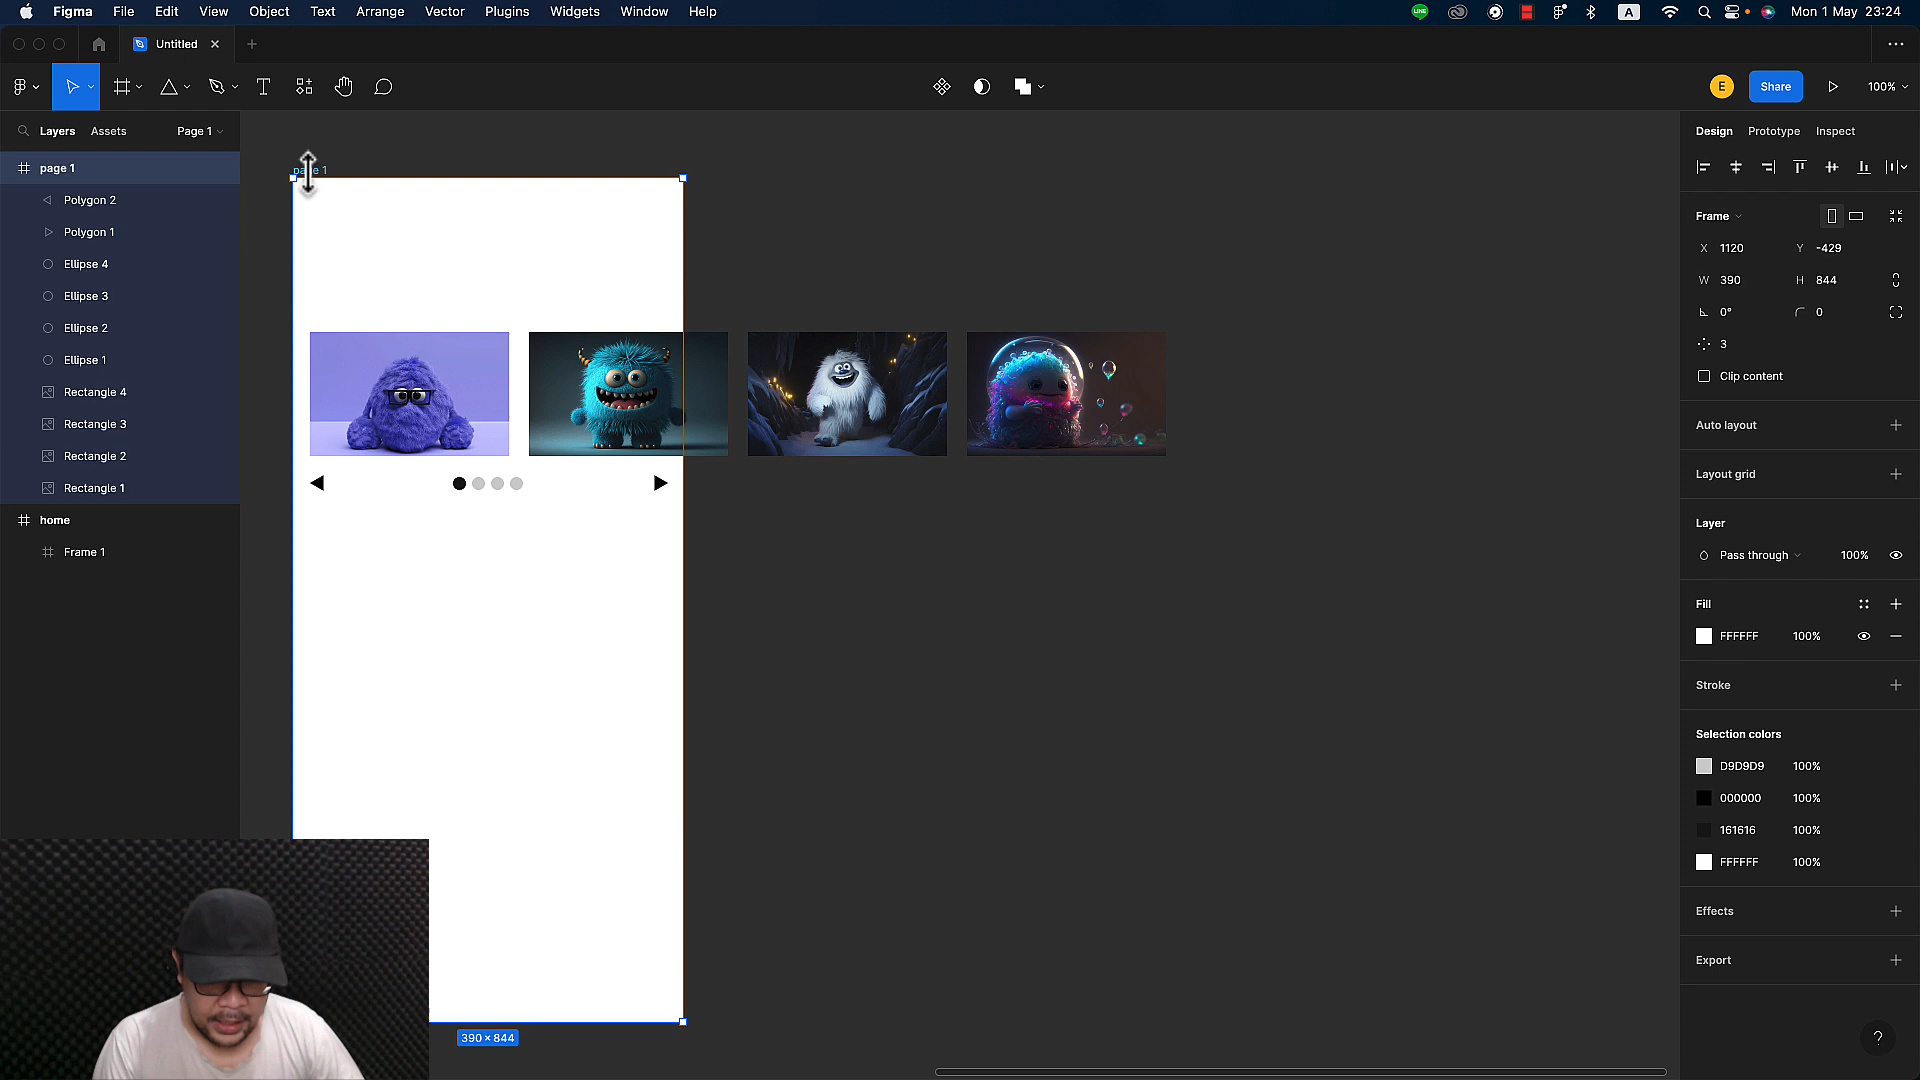 Figma File Edit View Object Text Arrange Vector Plugins Widgets Window Help
LINE A Mon 1 May 23:24
Untitled
E Share 100%
Layers Assets Page 1
Design Prototype Inspect
page 1
Polygon 2
Polygon 1
Ellipse 4
Ellipse 3
Ellipse 2
Ellipse 1
Rectangle 4
Rectangle 3
Rectangle 2
Rectangle 1
home
Frame 1
page 1
390 × 844
Frame
X 1120 Y -429
W 390 H 844
0° 0
3
Clip content
Auto layout
Layout grid
Layer
Pass through 100%
Fill
FFFFFF 100%
Stroke
Selection colors
D9D9D9 100%
000000 100%
161616 100%
FFFFFF 100%
Effects
Export
?